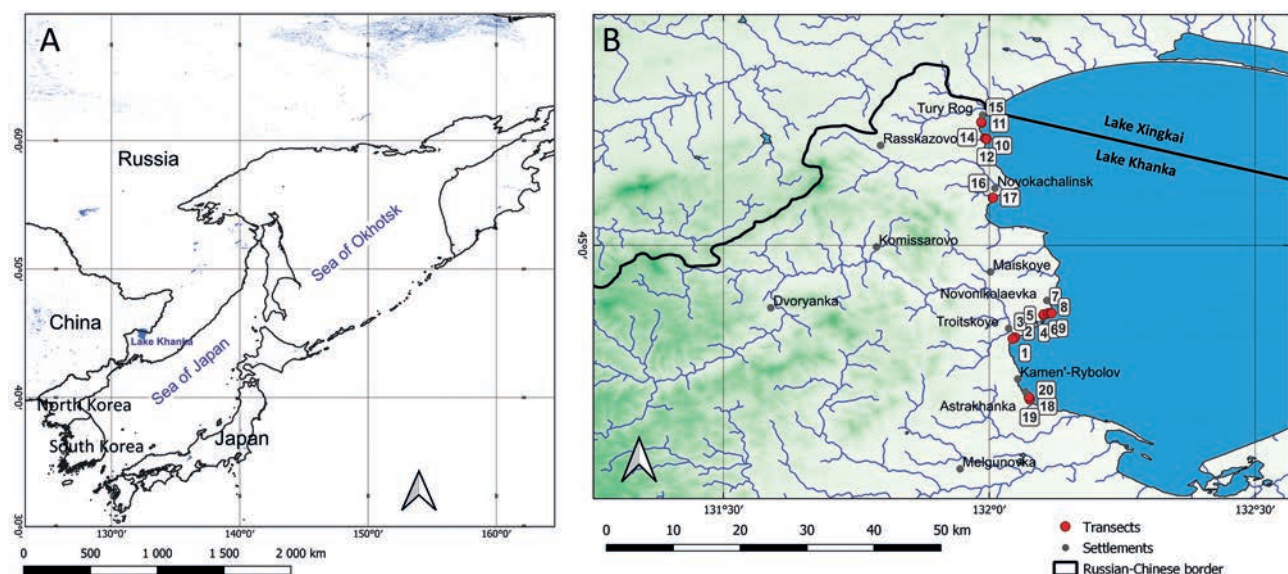 A
Russia
Sea of Okhotsk
China
Lake Khanka
Sea of Japan
North Korea
South Korea
Japan
60°0'
50°0'
40°0'
30°0'
130°0'
140°0'
150°0'
160°0'
0 500 1 000 1 500 2 000 km
B
Tury Rog
15
11
Rasskazovo
14
10
12
Lake Xingkai
Lake Khanka
16
Novokachalinsk
17
45°
Komissarovo
Maiskoye
Novonikolaevka
7
8
Dvoryanka
5
Troitskoye
3
2
4
6
9
1
Kamen'-Rybolov
20
Astrakhanka
18
19
Melgunovka
131°30'
132°0'
132°30'
0 10 20 30 40 50 km
Transects
Settlements
Russian-Chinese border